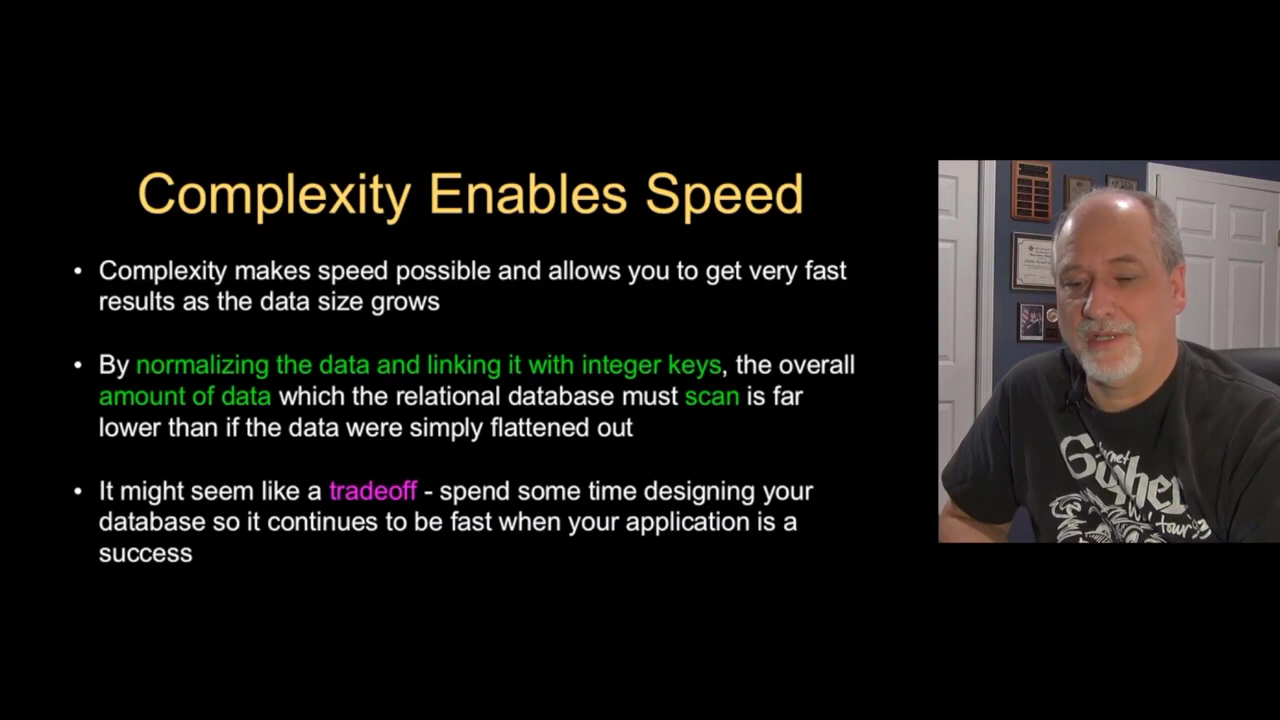 Complexity Enables Speed
• Complexity makes speed possible and allows you to get very fast
results as the data size grows
• By normalizing the data and linking it with integer keys, the overall
amount of data which the relational database must scan is far
lower than if the data were simply flattened out
• It might seem like a tradeoff - spend some time designing your
database so it continues to be fast when your application is a
success
Gopher
tour '93